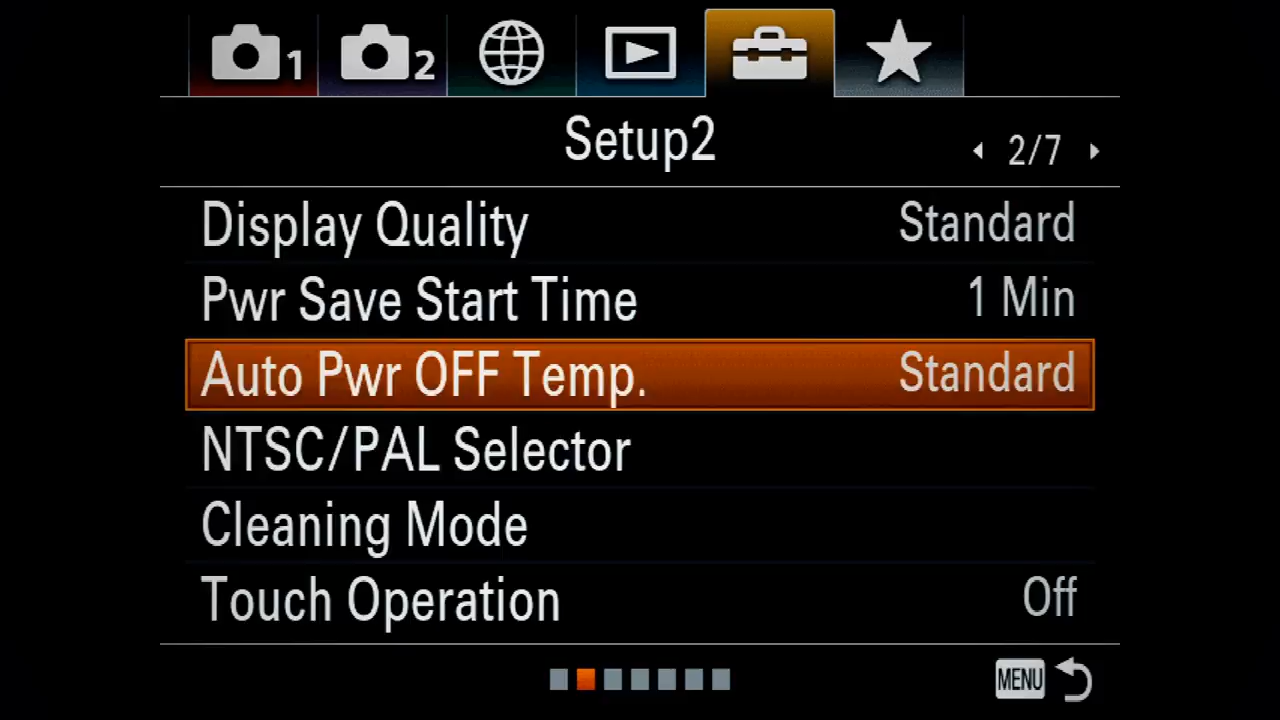 1 2
Setup2 2/7
Display Quality Standard
Pwr Save Start Time 1 Min
Auto Pwr OFF Temp. Standard
NTSC/PAL Selector
Cleaning Mode
Touch Operation Off
MENU